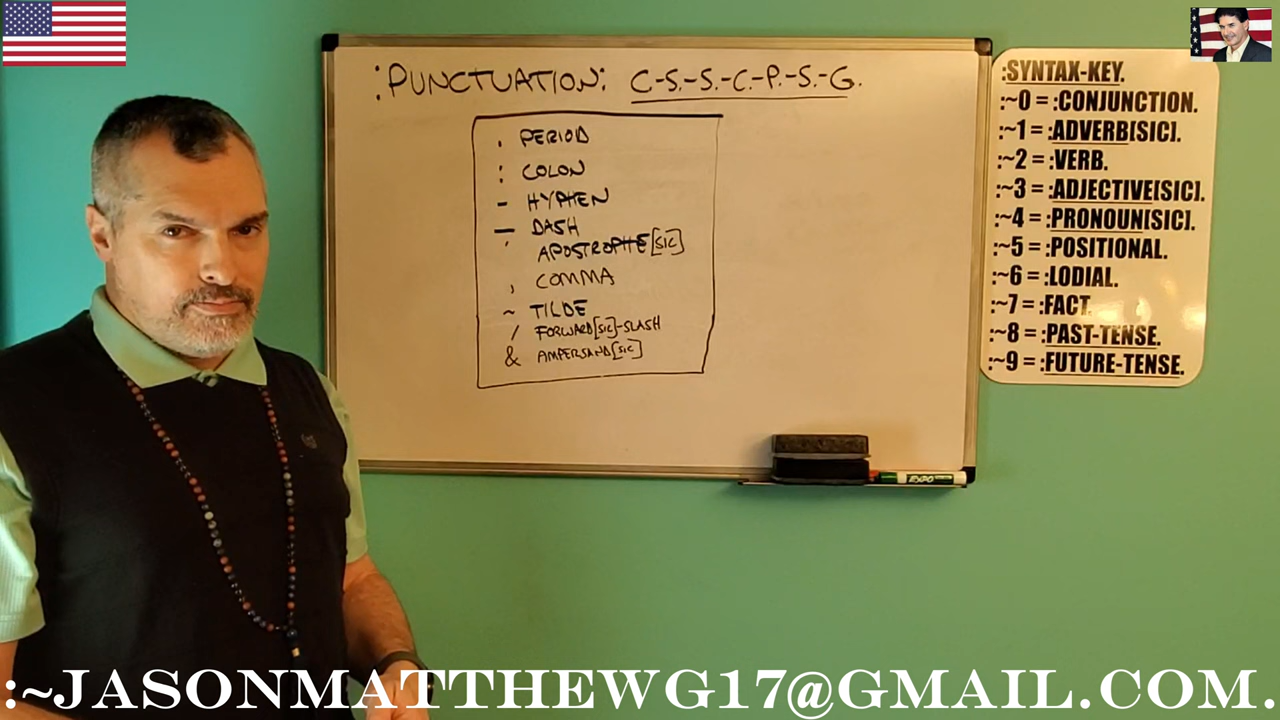 :PUNCTUATION: C-S.-S.-C.-P.-S.-G.
. PERIOD
: COLON
- HYPHEN
— DASH
' APOSTROPHE[SIC]
, COMMA
~ TILDE
/ FORWARD[SIC]-SLASH
& AMPERSAND[SIC]
:SYNTAX-KEY.
:~0 = :CONJUNCTION.
:~1 = :ADVERB[SIC].
:~2 = :VERB.
:~3 = :ADJECTIVE[SIC].
:~4 = :PRONOUN[SIC].
:~5 = :POSITIONAL.
:~6 = :LODIAL.
:~7 = :FACT.
:~8 = :PAST-TENSE.
:~9 = :FUTURE-TENSE.
EXPO
:~JASONMATTHEWG17@GMAIL.COM.